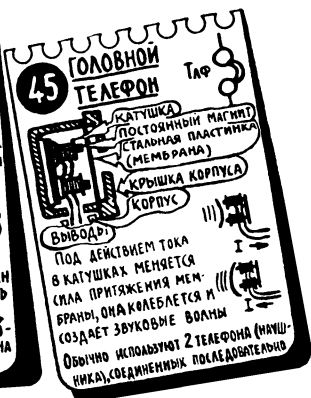 45
ГОЛОВНОЙ
ТЕЛЕФОН
ТЛФ
КАТУШКА
ПОСТОЯННЫЙ МАГНИТ
СТАЛЬНАЯ ПЛАСТИНКА
(МЕМБРАНА)
КРЫШКА КОРПУСА
КОРПУС
ВЫВОДЫ
I
I
ПОД ДЕЙСТВИЕМ ТОКА
В КАТУШКАХ МЕНЯЕТСЯ
СИЛА ПРИТЯЖЕНИЯ МЕМ-
БРАНЫ, ОНА КОЛЕБЛЕТСЯ И
СОЗДАЕТ ЗВУКОВЫЕ ВОЛНЫ
ОБЫЧНО ИСПОЛЬЗУЮТ 2 ТЕЛЕФОНА (НАУШ-
НИКА), СОЕДИНЕННЫХ ПОСЛЕДОВАТЕЛЬНО